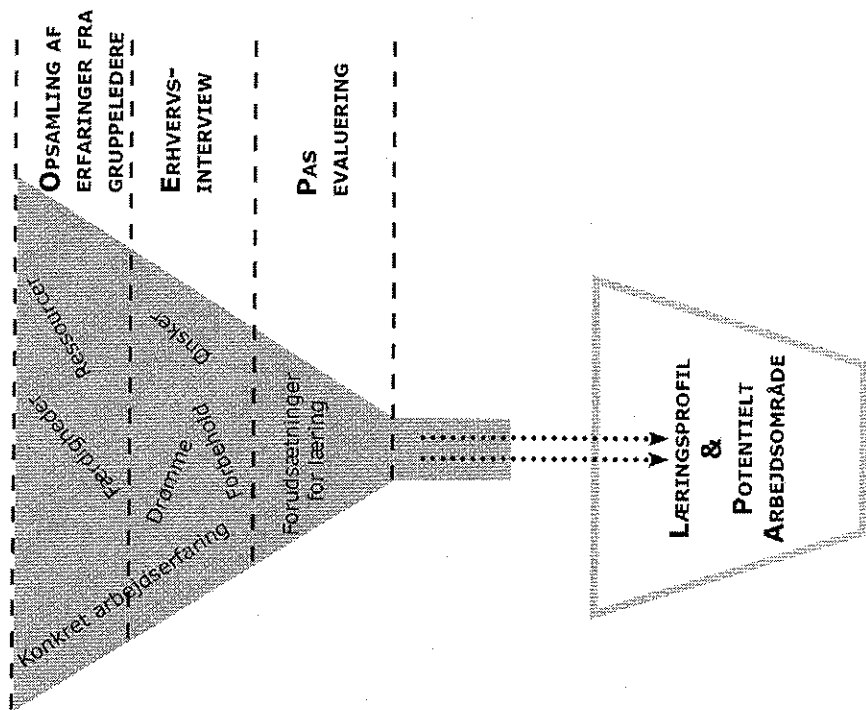 OPSAMLING AF
ERFARINGER FRA
GRUPPELEDERE
ERHVERVS-
INTERVIEW
PAS
EVALUERING
Ressourcer
Færdigheder
Konkret arbejdserfaring
Ønsker
Drømme
Forbehold
Forudsætninger
for læring
LÆRINGSPROFIL
&
POTENTIELT
ARBEJDSOMRÅDE